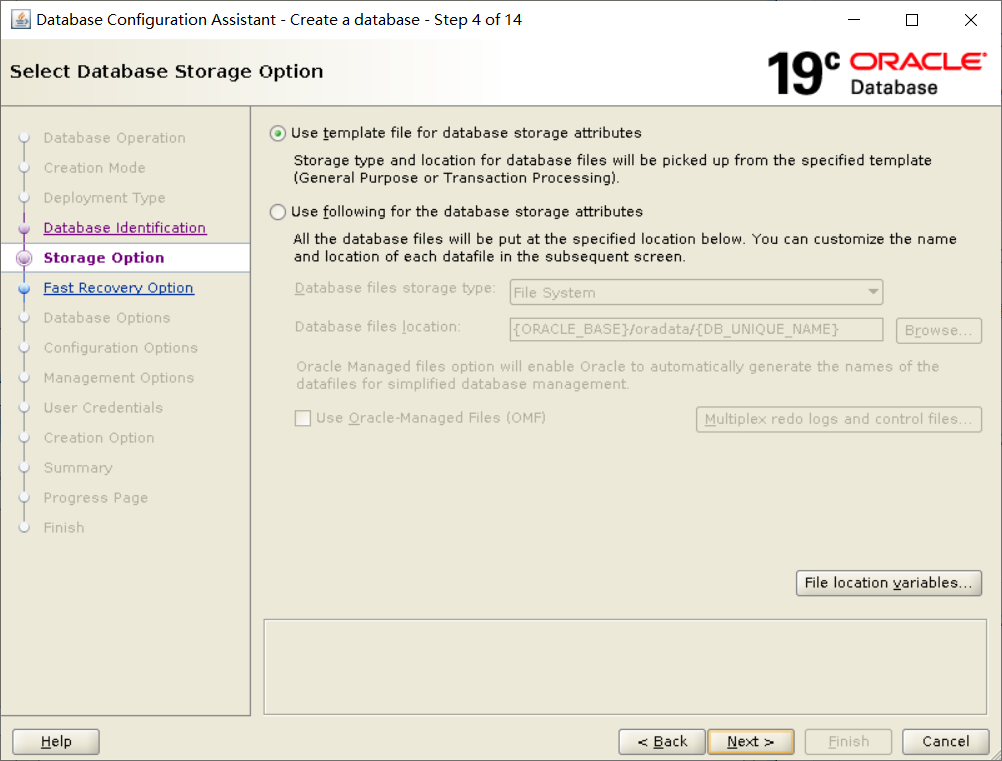 Database Configuration Assistant - Create a database - Step 4 of 14
Select Database Storage Option
19c ORACLE
Database
Database Operation
Creation Mode
Deployment Type
Database Identification
Storage Option
Fast Recovery Option
Database Options
Configuration Options
Management Options
User Credentials
Creation Option
Summary
Progress Page
Finish
Use template file for database storage attributes
Storage type and location for database files will be picked up from the specified template
(General Purpose or Transaction Processing).
Use following for the database storage attributes
All the database files will be put at the specified location below. You can customize the name
and location of each datafile in the subsequent screen.
Database files storage type: File System
Database files location: {ORACLE_BASE}/oradata/{DB_UNIQUE_NAME} Browse...
Oracle Managed files option will enable Oracle to automatically generate the names of the
datafiles for simplified database management.
Use Oracle-Managed Files (OMF) Multiplex redo logs and control files...
File location variables...
Help < Back Next > Finish Cancel